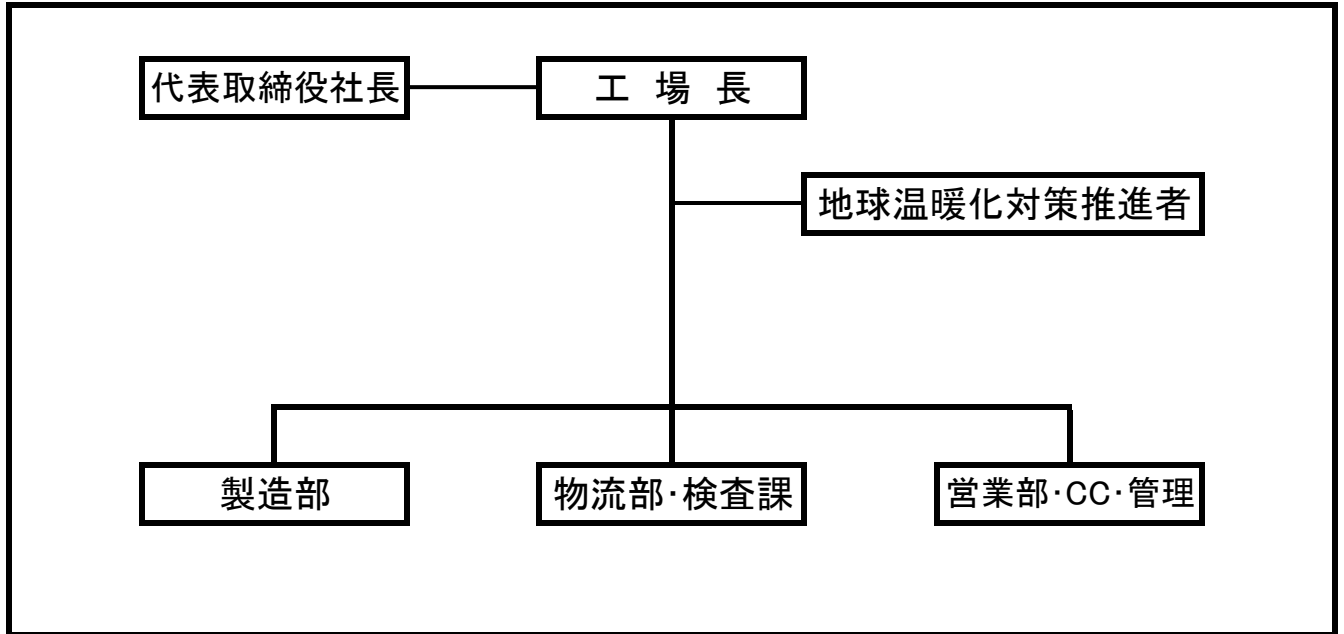 代表取締役社長
工 場 長
地球温暖化対策推進者
製造部
物流部・検査課
営業部・CC・管理